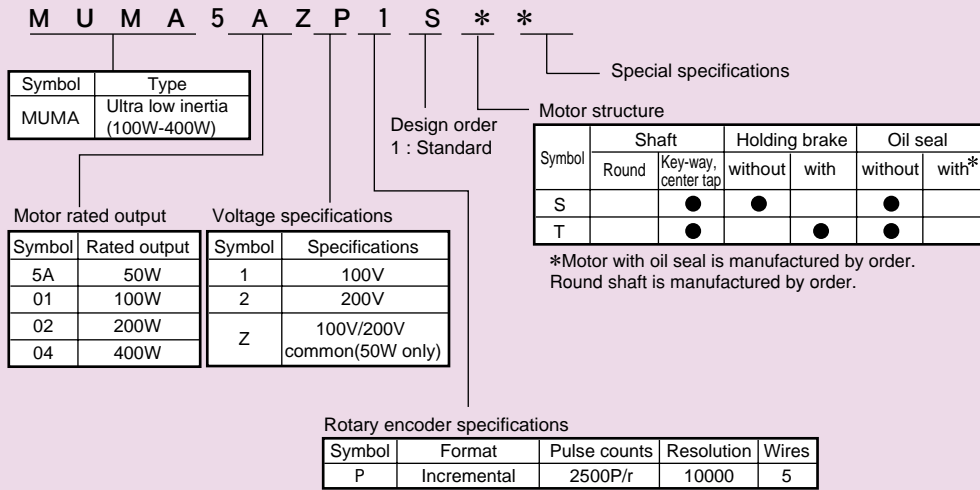 M U M A 5 A Z P 1 S * *
Special specifications
Symbol Type
MUMA Ultra low inertia
(100W-400W)
Design order
1 : Standard
Motor structure
Symbol Shaft Holding brake Oil seal
Round Key-way, center tap without with without with*
S ● ● ●
T ● ● ●
*Motor with oil seal is manufactured by order.
Round shaft is manufactured by order.
Motor rated output
Symbol Rated output
5A 50W
01 100W
02 200W
04 400W
Voltage specifications
Symbol Specifications
1 100V
2 200V
Z 100V/200V
common(50W only)
Rotary encoder specifications
Symbol Format Pulse counts Resolution Wires
P Incremental 2500P/r 10000 5